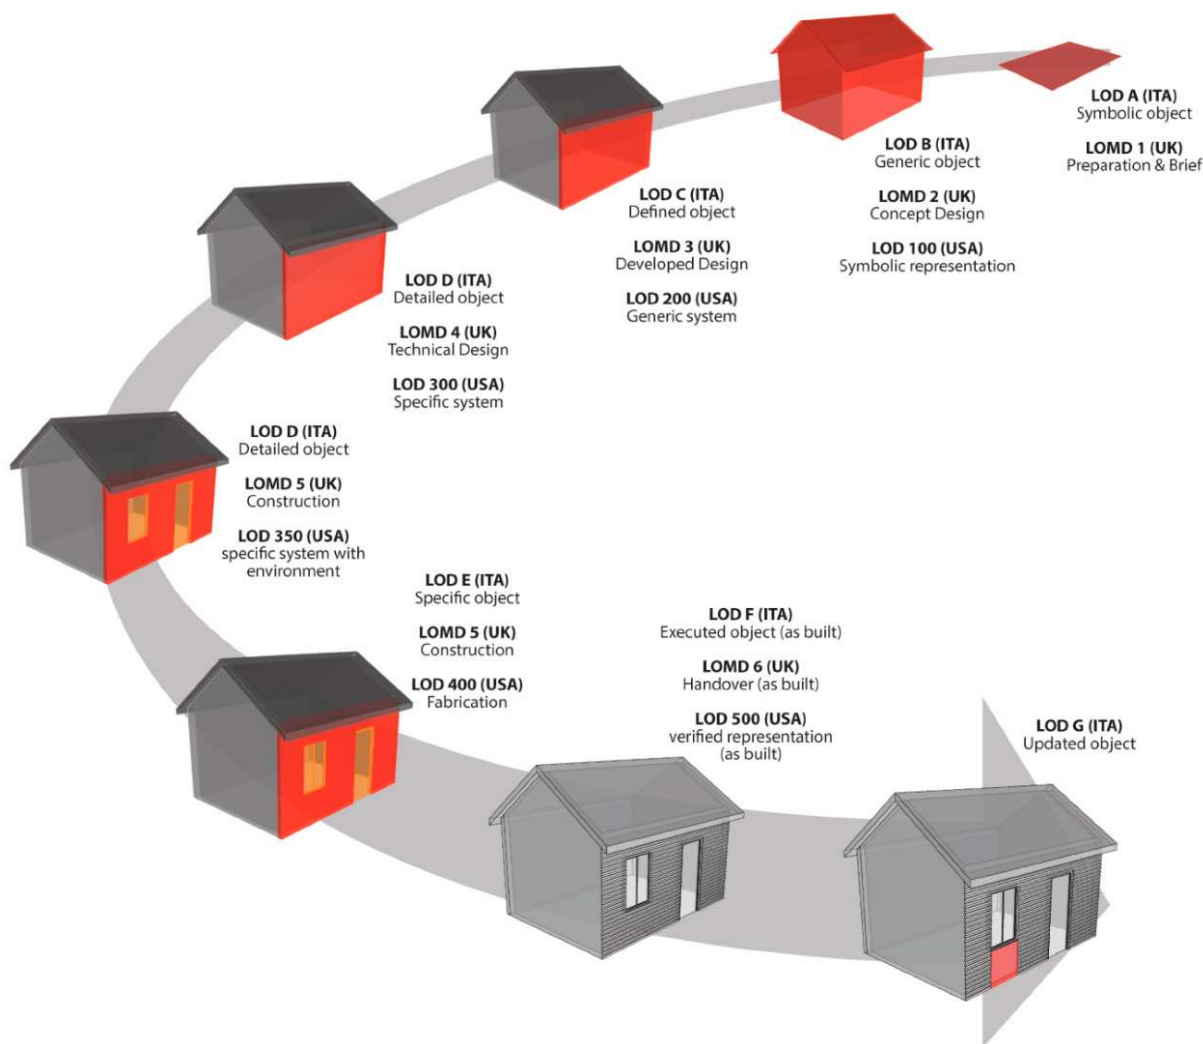 LOD A (ITA)
Symbolic object
LOMD 1 (UK)
Preparation & Brief
LOD B (ITA)
Generic object
LOMD 2 (UK)
Concept Design
LOD 100 (USA)
Symbolic representation
LOD C (ITA)
Defined object
LOMD 3 (UK)
Developed Design
LOD 200 (USA)
Generic system
LOD D (ITA)
Detailed object
LOMD 4 (UK)
Technical Design
LOD 300 (USA)
Specific system
LOD D (ITA)
Detailed object
LOMD 5 (UK)
Construction
LOD 350 (USA)
specific system with
environment
LOD E (ITA)
Specific object
LOMD 5 (UK)
Construction
LOD 400 (USA)
Fabrication
LOD F (ITA)
Executed object (as built)
LOMD 6 (UK)
Handover (as built)
LOD 500 (USA)
verified representation
(as built)
LOD G (ITA)
Updated object